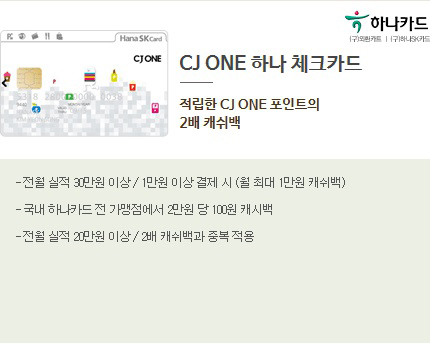 하나카드
(구)외환카드 | (구)하나SK카드
HanaSKCard
CJ ONE
CJ ONE 하나 체크카드
적립한 CJ ONE 포인트의
2배 캐쉬백
- 전월 실적 30만원 이상 / 1만원 이상 결제 시 (월 최대 1만원 캐쉬백)
- 국내 하나카드 전 가맹점에서 2만원 당 100원 캐시백
- 전월 실적 20만원 이상 / 2배 캐쉬백과 중복 적용